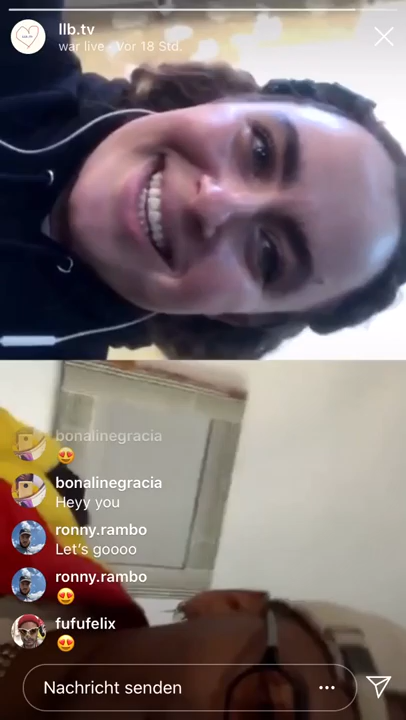 llb.tv
war live · Vor 18 Std.
bonalinegracia
😍
bonalinegracia
Heyy you
ronny.rambo
Let's goooo
ronny.rambo
😍
fufufelix
😍
Nachricht senden